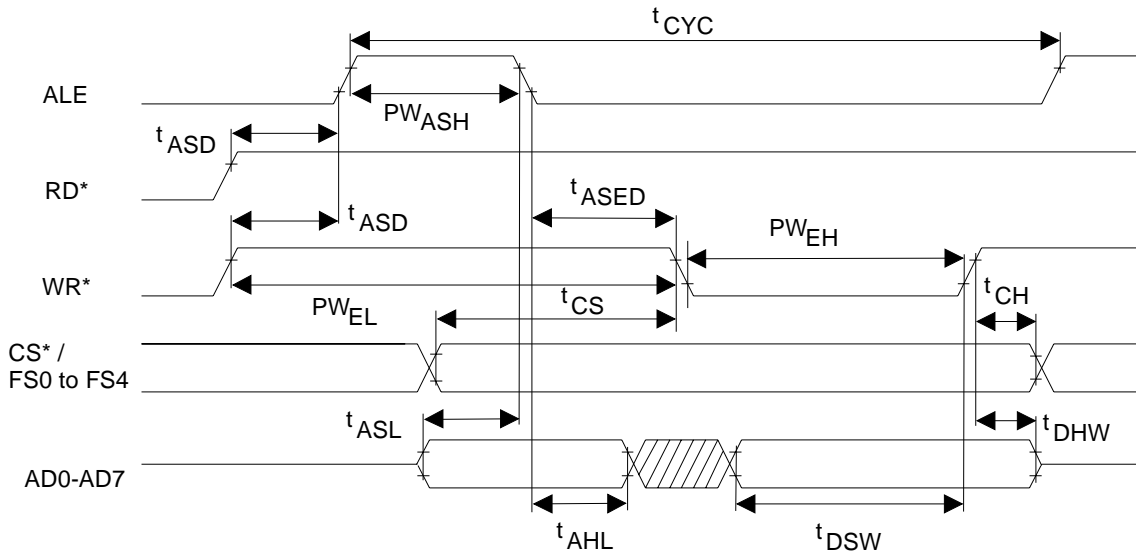 t CYC
ALE
PW ASH
t ASD
RD*
t ASED
t ASD
PW EH
WR*
t CS
t CH
PW EL
CS* /
FS0 to FS4
t ASL
t DHW
AD0-AD7
t AHL
t DSW